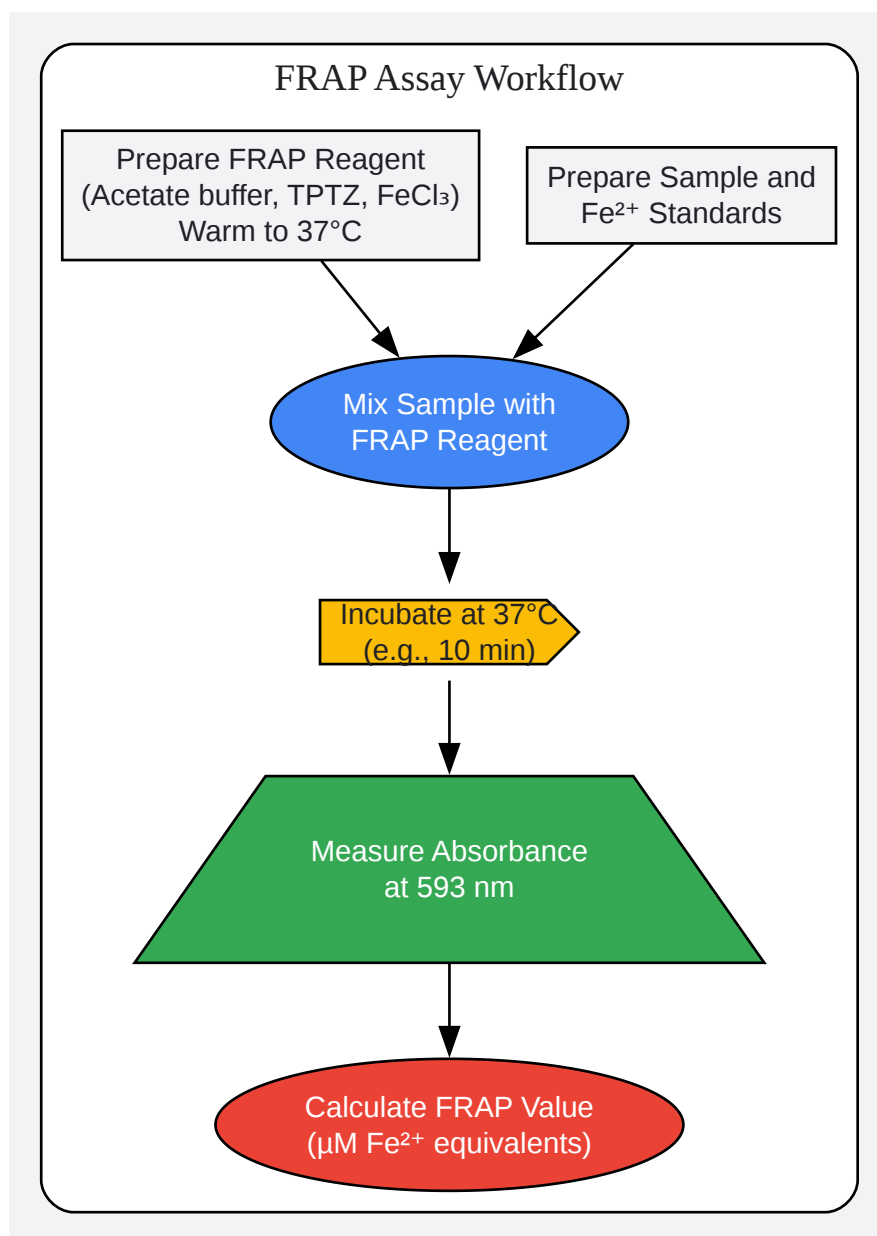 FRAP Assay Workflow
Prepare FRAP Reagent
(Acetate buffer, TPTZ, FeCl₃)
Warm to 37°C
Prepare Sample and
Fe²⁺ Standards
Mix Sample with
FRAP Reagent
Incubate at 37°C
(e.g., 10 min)
Measure Absorbance
at 593 nm
Calculate FRAP Value
(µM Fe²⁺ equivalents)